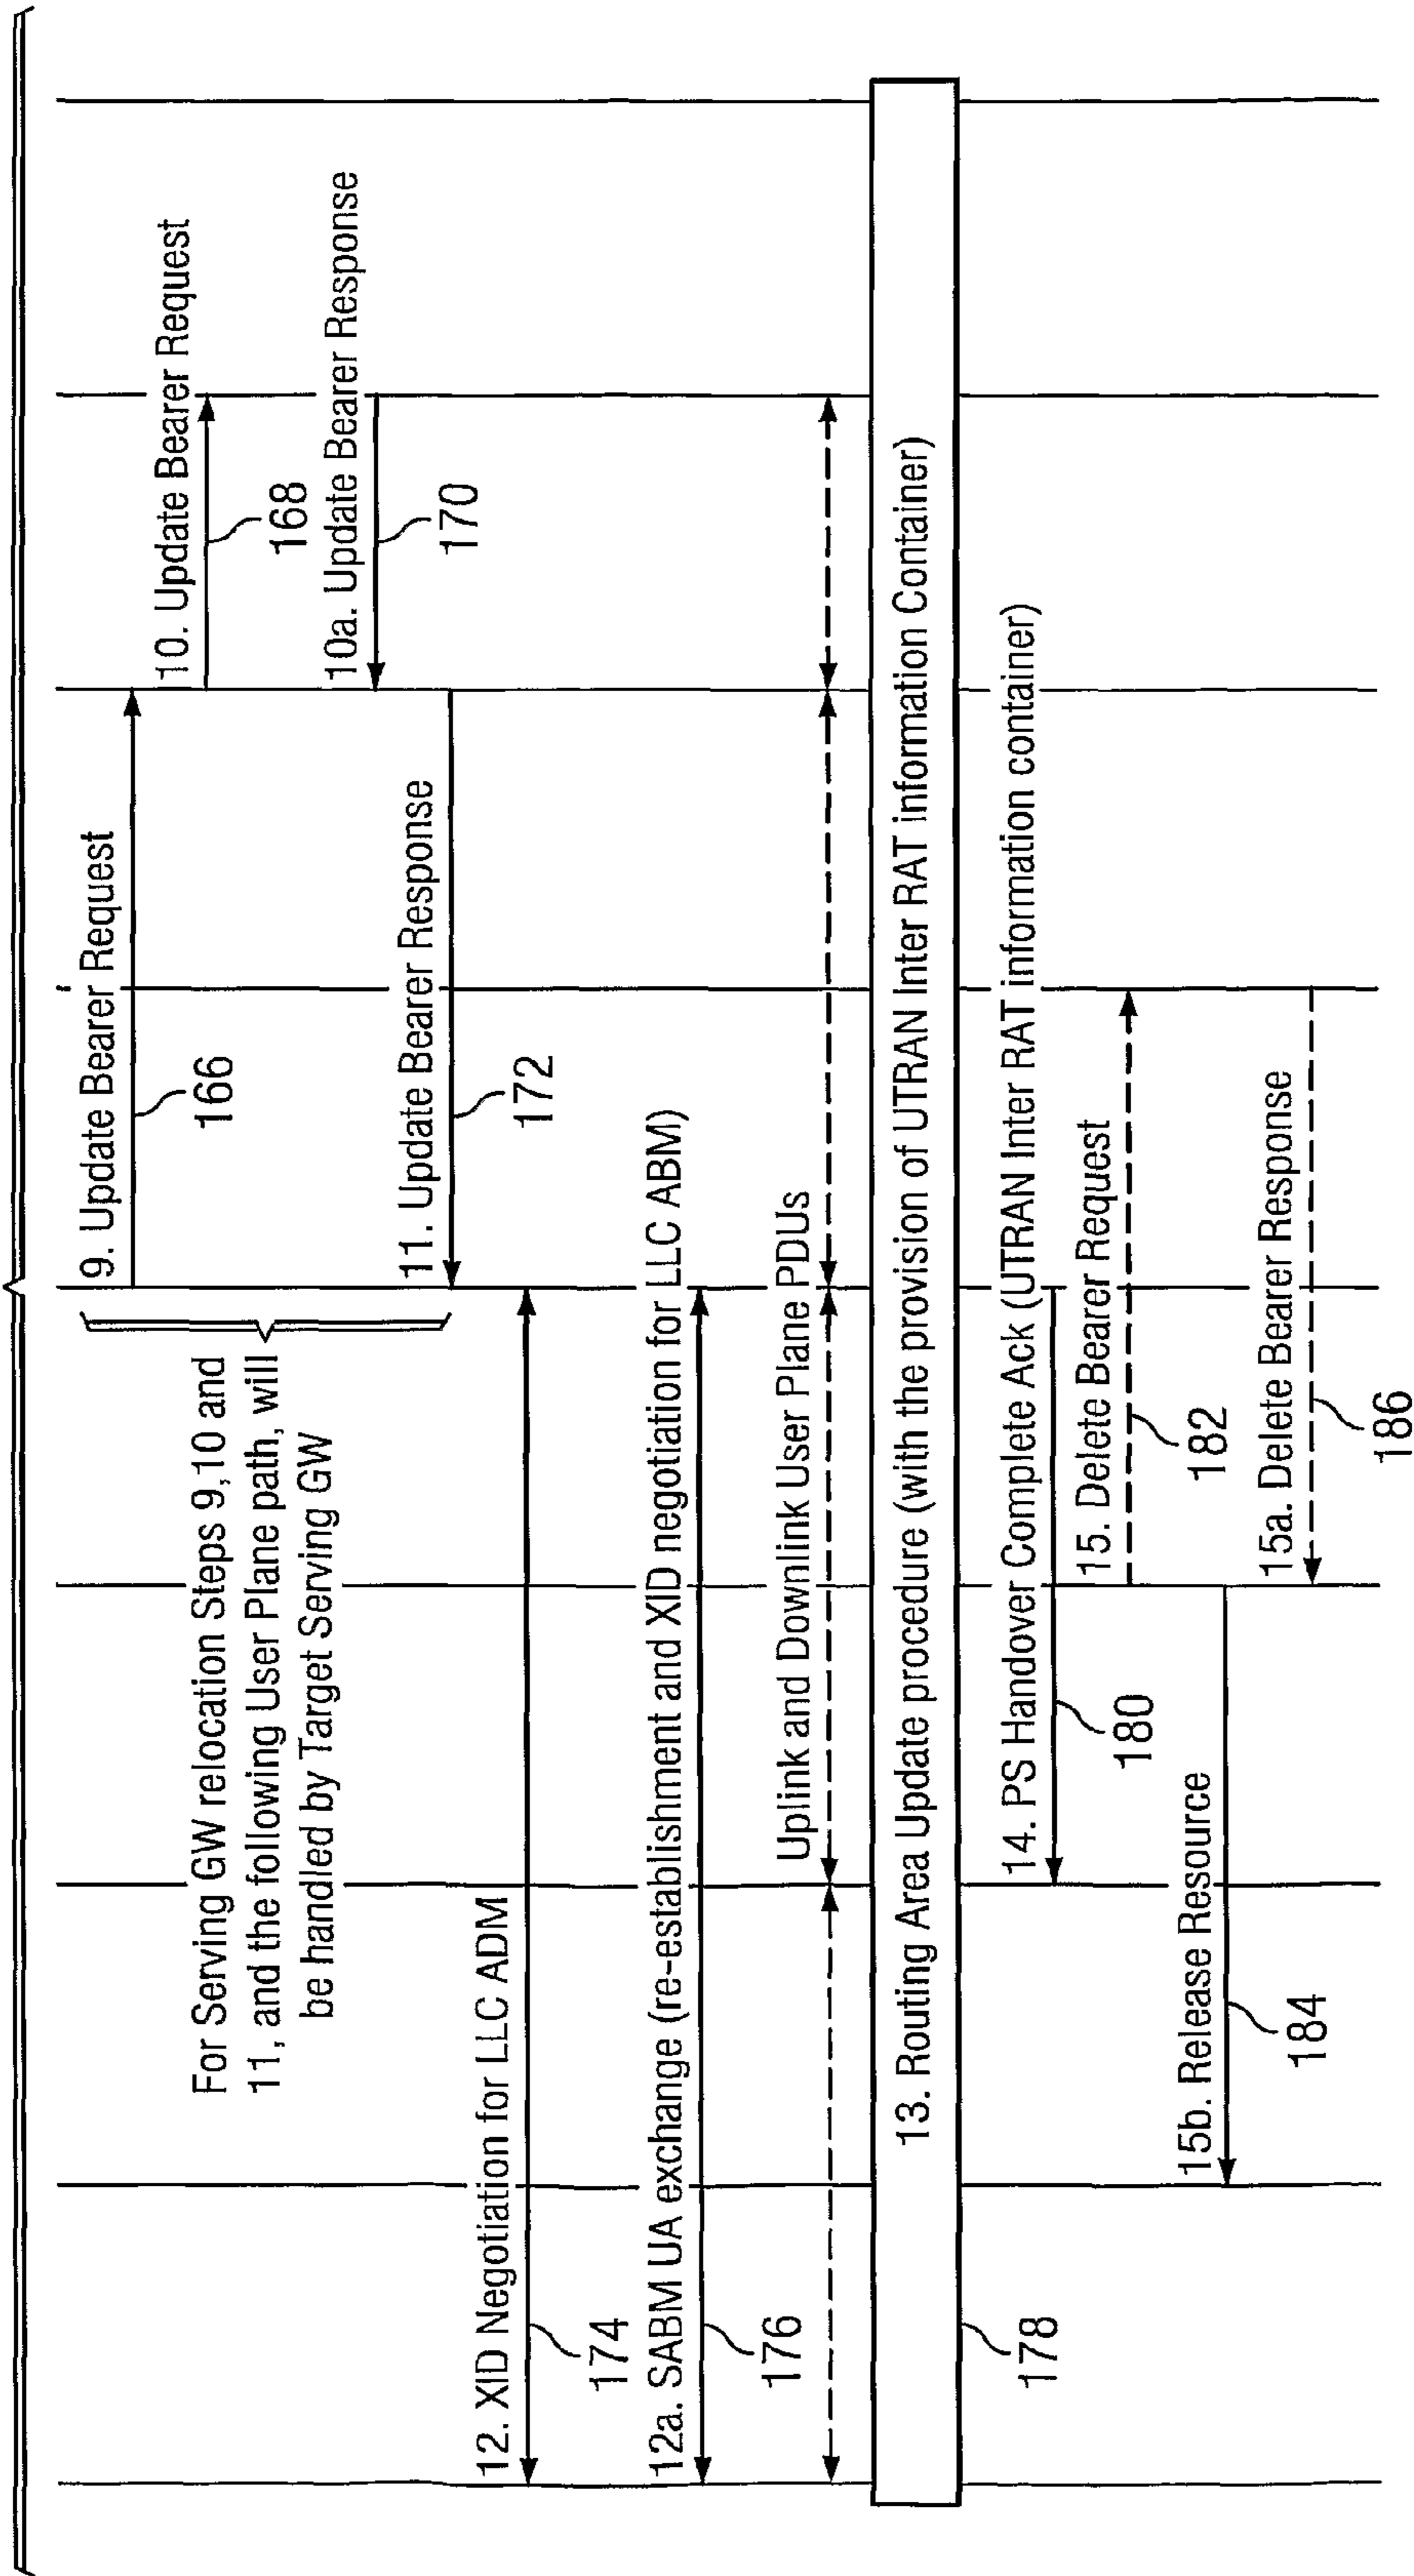 9. Update Bearer Request
166
For Serving GW relocation Steps 9,10 and
11, and the following User Plane path, will
be handled by Target Serving GW
10. Update Bearer Request
168
10a. Update Bearer Response
170
11. Update Bearer Response
172
12. XID Negotiation for LLC ADM
174
12a. SABM UA exchange (re-establishment and XID negotiation for LLC ABM)
176
Uplink and Downlink User Plane PDUs
13. Routing Area Update procedure (with the provision of UTRAN Inter RAT information Container)
178
14. PS Handover Complete Ack (UTRAN Inter RAT information container)
180
15. Delete Bearer Request
182
15b. Release Resource
184
15a. Delete Bearer Response
186